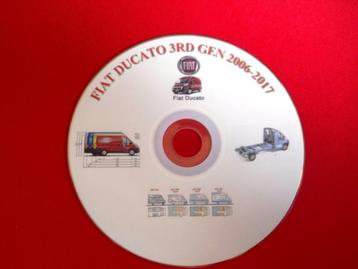 FIAT DUCATO 3RD GEN 2006-2017
FIAT
Fiat Ducato